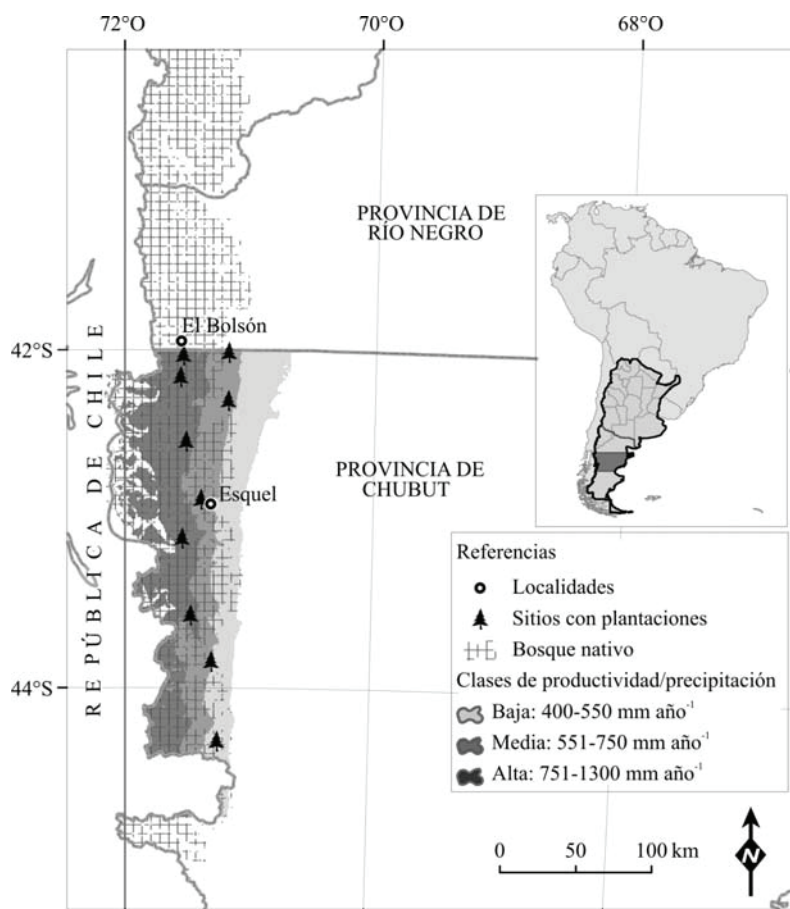 72°O
70°O
68°O
PROVINCIA DE
RÍO NEGRO
El Bolsón
42°S
REPÚBLICA DE CHILE
PROVINCIA DE
CHUBUT
Esquel
44°S
Referencias
Localidades
Sitios con plantaciones
Bosque nativo
Clases de productividad/precipitación
Baja: 400-550 mm año⁻¹
Media: 551-750 mm año⁻¹
Alta: 751-1300 mm año⁻¹
0 50 100 km
N